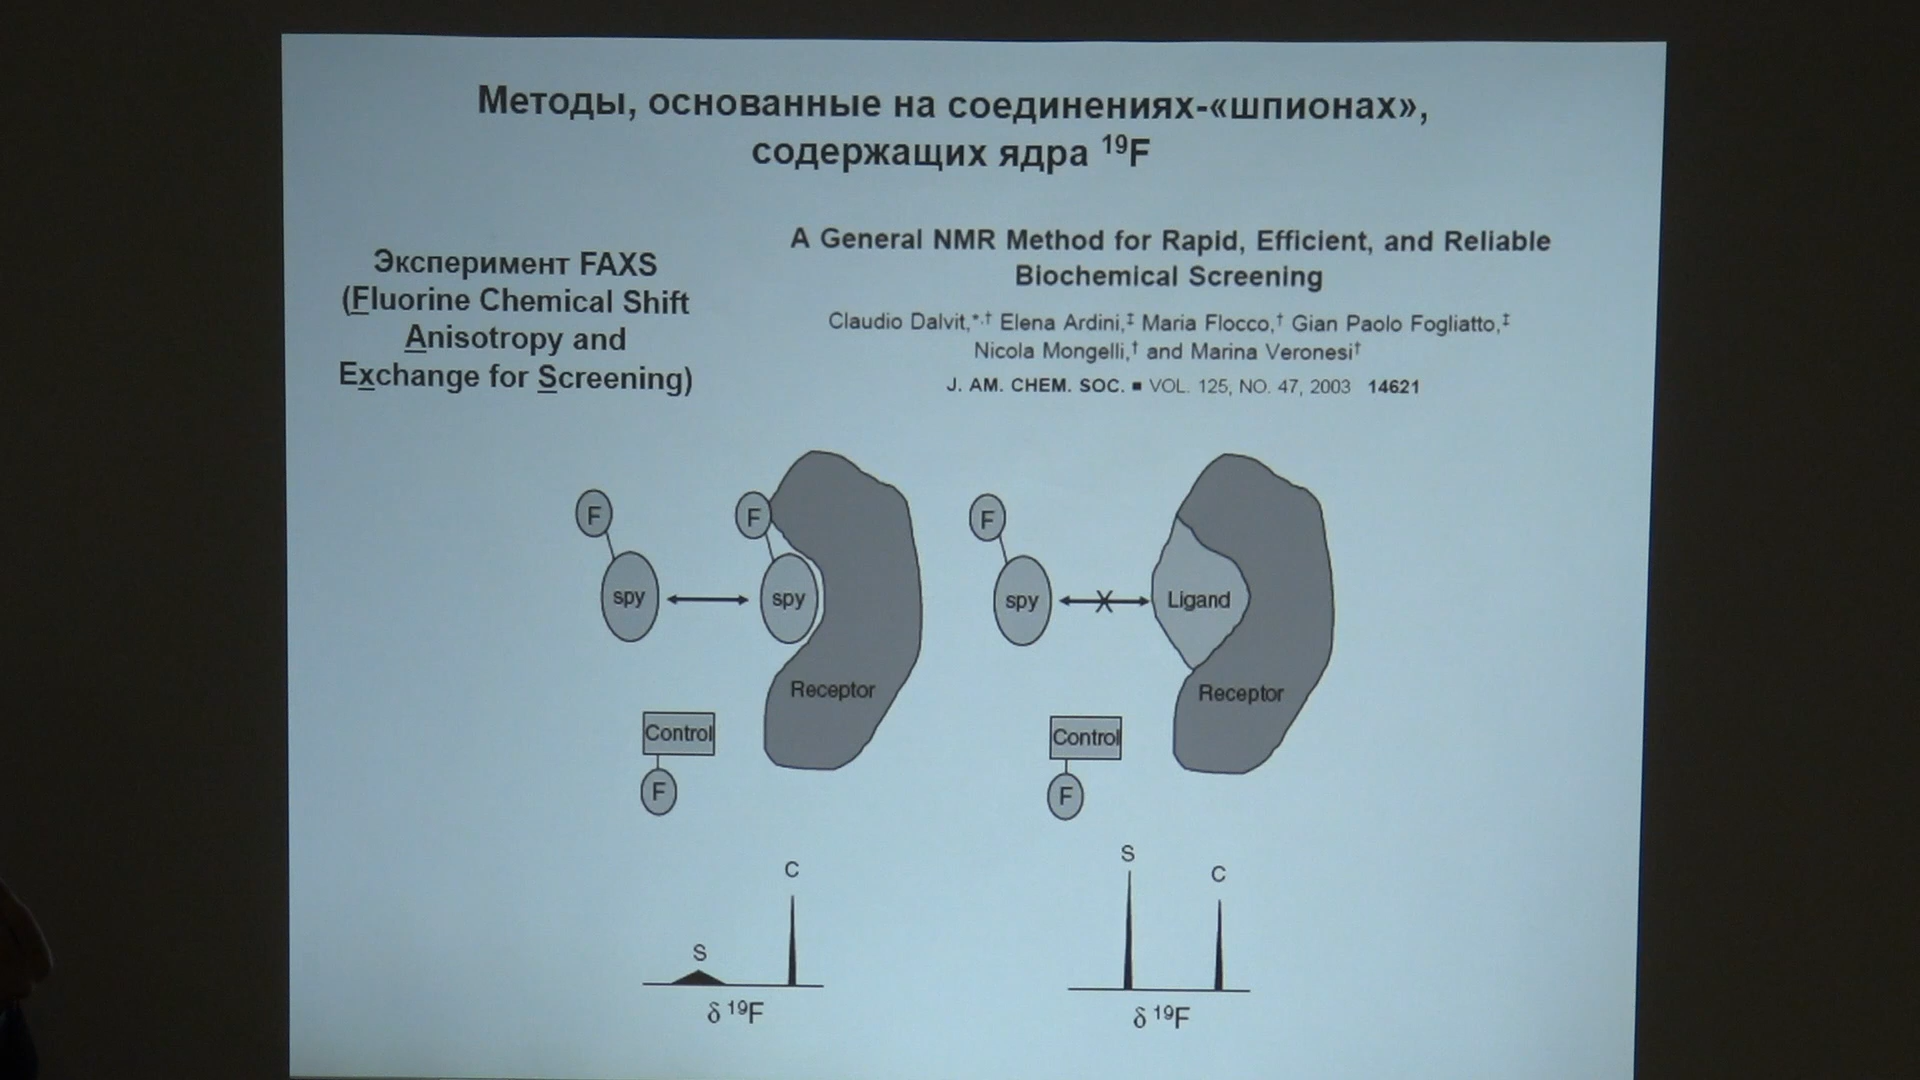 Методы, основанные на соединениях-«шпионах»,
содержащих ядра ¹⁹F
Эксперимент FAXS
(Fluorine Chemical Shift
Anisotropy and
Exchange for Screening)
A General NMR Method for Rapid, Efficient, and Reliable
Biochemical Screening
Claudio Dalvit,*,† Elena Ardini,‡ Maria Flocco,† Gian Paolo Fogliatto,‡
Nicola Mongelli,† and Marina Veronesi†
J. AM. CHEM. SOC. ■ VOL. 125, NO. 47, 2003 14621
F
spy
F
spy
Receptor
Control
F
S
C
δ ¹⁹F
F
spy
Ligand
Receptor
Control
F
S
C
δ ¹⁹F